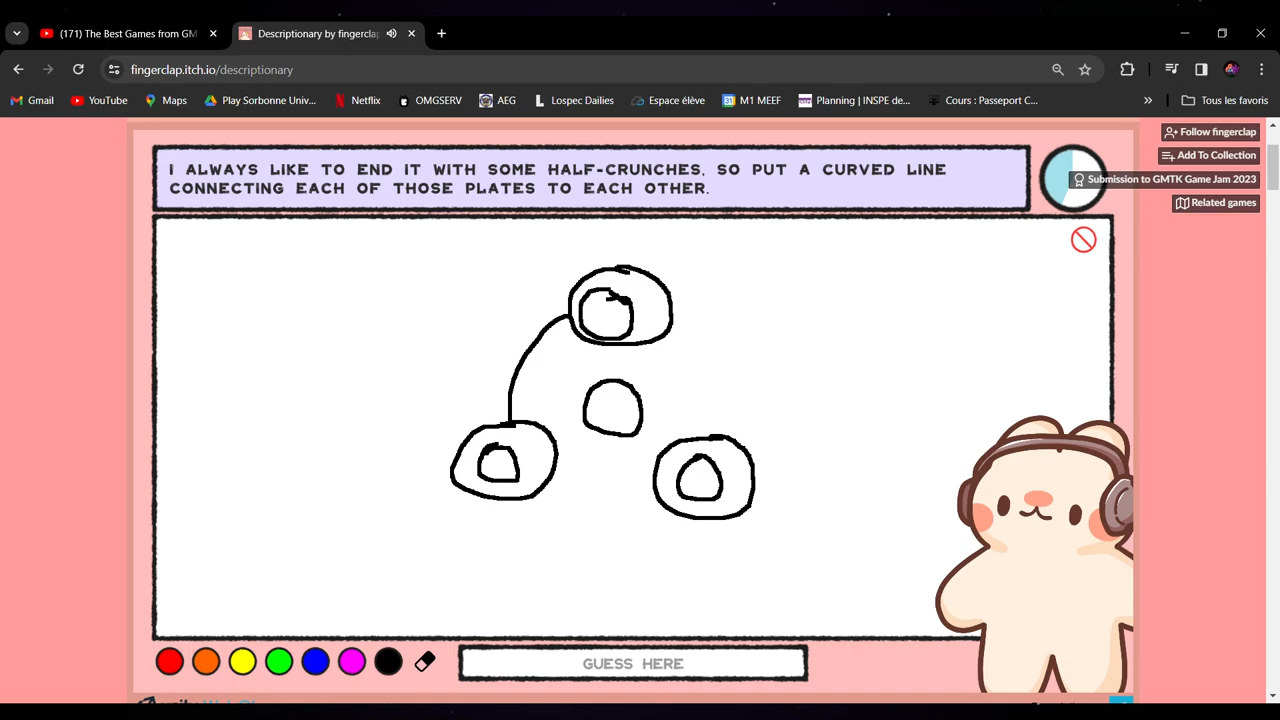 (171) The Best Games from GM
Descriptionary by fingerclap
fingerclap.itch.io/descriptionary
Gmail
YouTube
Maps
Play Sorbonne Univ...
Netflix
OMGSERV
AEG
Lospec Dailies
Espace élève
M1 MEEF
Planning | INSPE de...
Cours : Passeport C...
Tous les favoris
Follow fingerclap
Add To Collection
Submission to GMTK Game Jam 2023
Related games
I ALWAYS LIKE TO END IT WITH SOME HALF-CRUNCHES, SO PUT A CURVED LINE
CONNECTING EACH OF THOSE PLATES TO EACH OTHER.
GUESS HERE